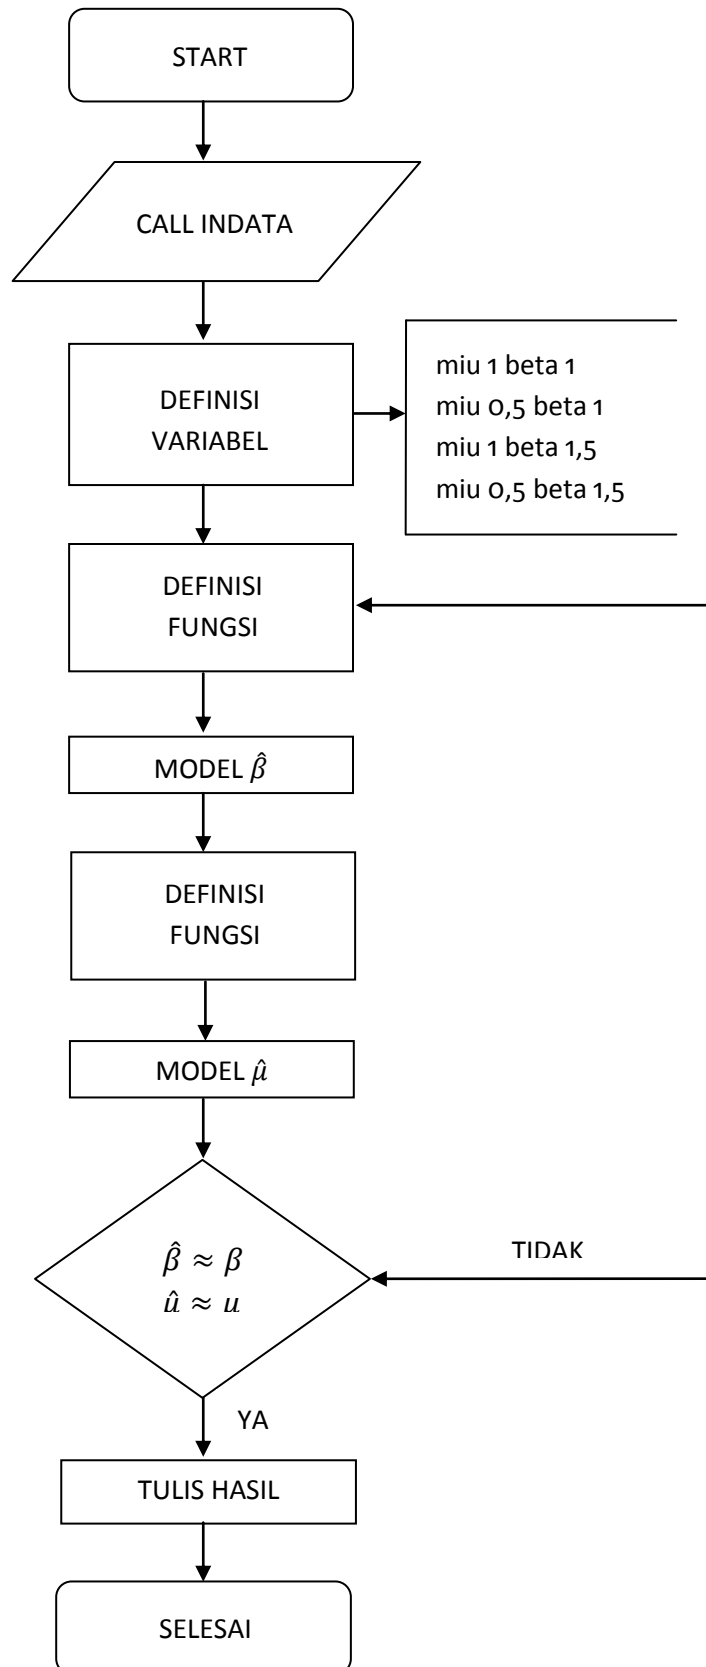 START
CALL INDATA
DEFINISI
VARIABEL
miu 1 beta 1
miu 0,5 beta 1
miu 1 beta 1,5
miu 0,5 beta 1,5
DEFINISI
FUNGSI
MODEL β̂
DEFINISI
FUNGSI
MODEL μ̂
β̂ ≈ β
û ≈ u
TIDAK
YA
TULIS HASIL
SELESAI